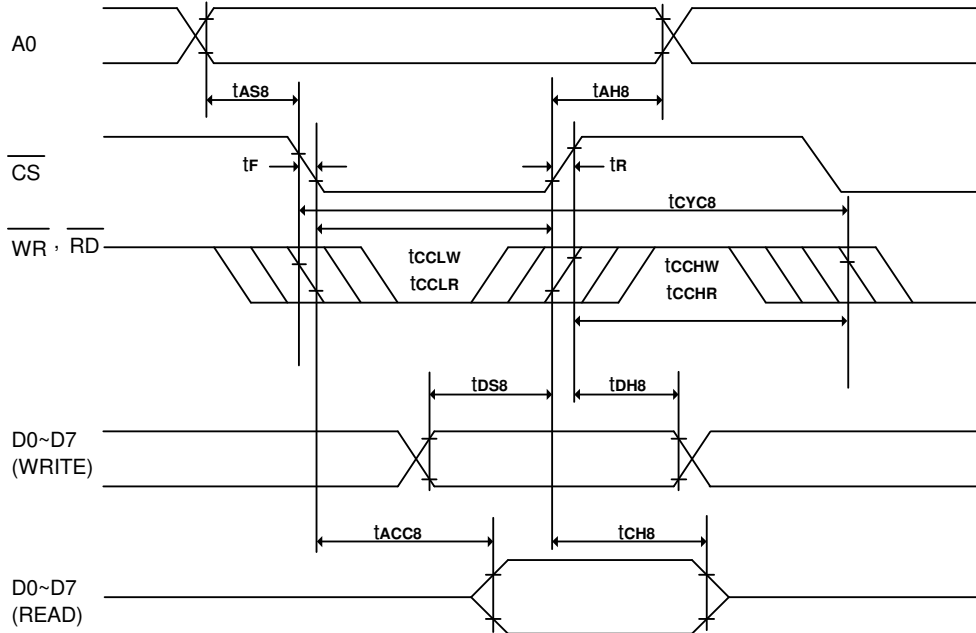 A0
tAS8
tAH8
CS
tF
tR
tCYC8
WR , RD
tCCLW
tCCHW
tCCLR
tCCHR
tDS8
tDH8
D0~D7
(WRITE)
tACC8
tCH8
D0~D7
(READ)